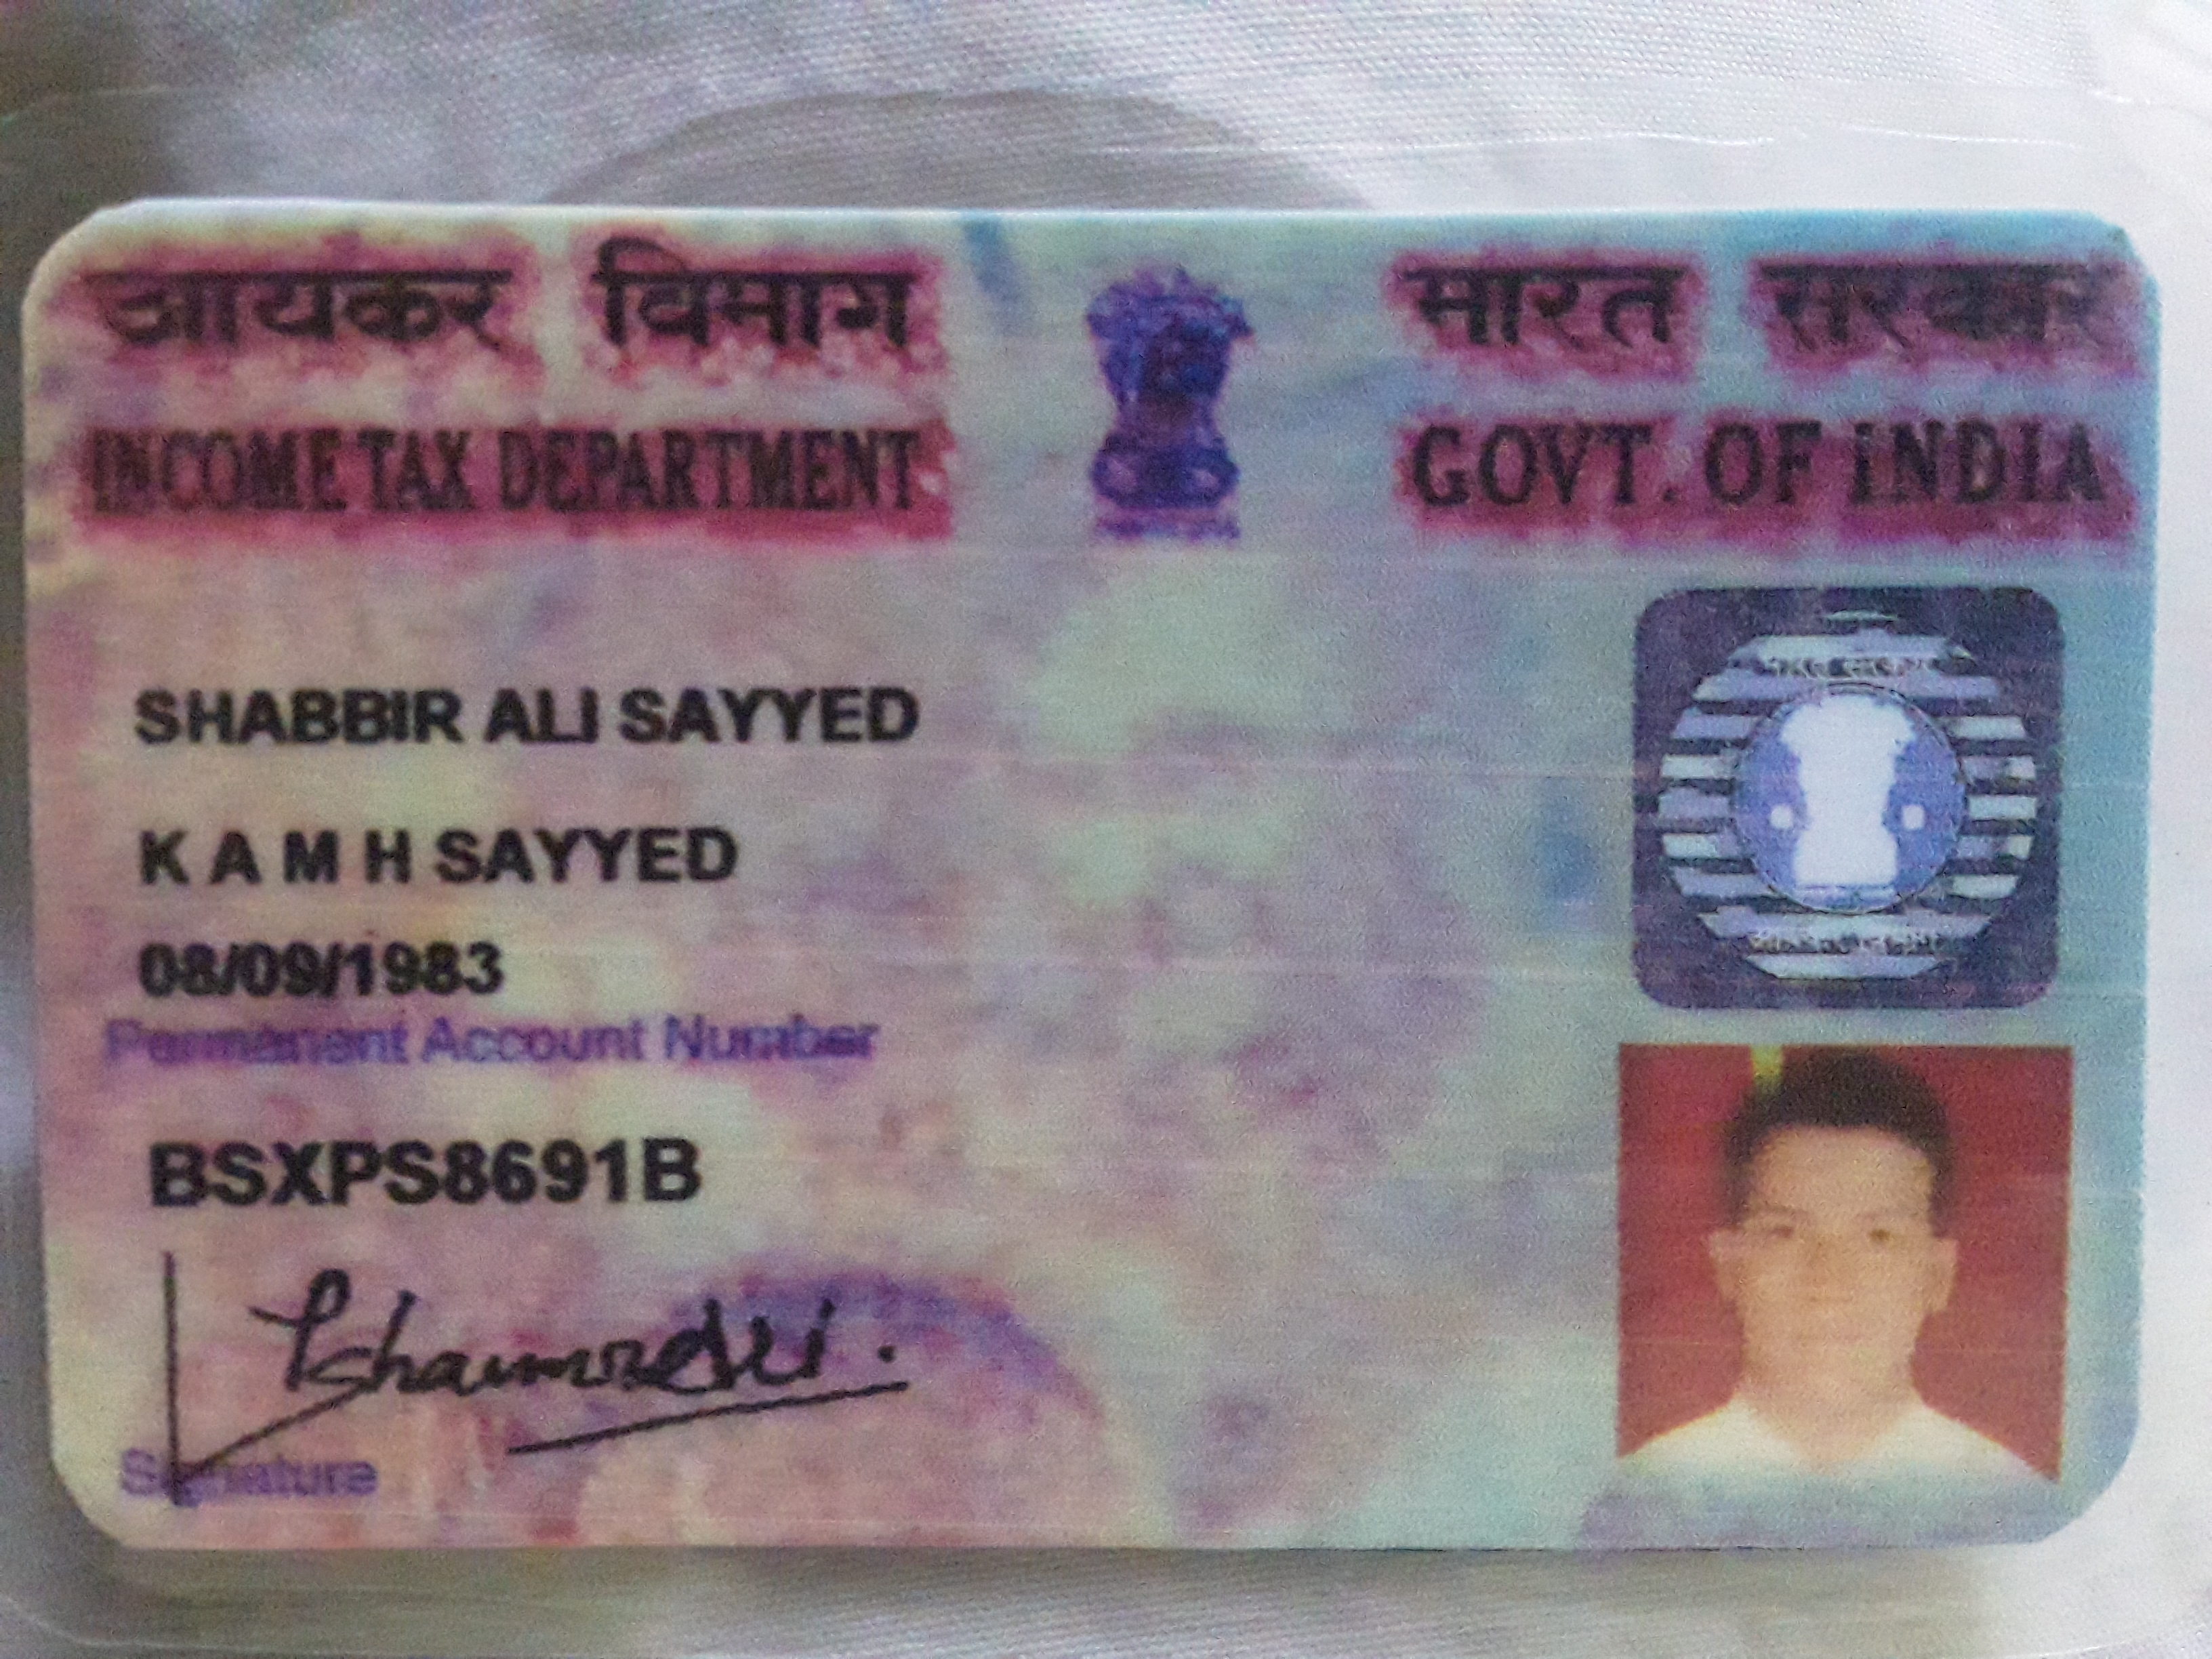 आयकर विभाग
INCOME TAX DEPARTMENT
भारत सरकार
GOVT. OF INDIA
SHABBIR ALI SAYYED
K A M H SAYYED
08/09/1983
Permanent Account Number
BSXPS8691B
Signature